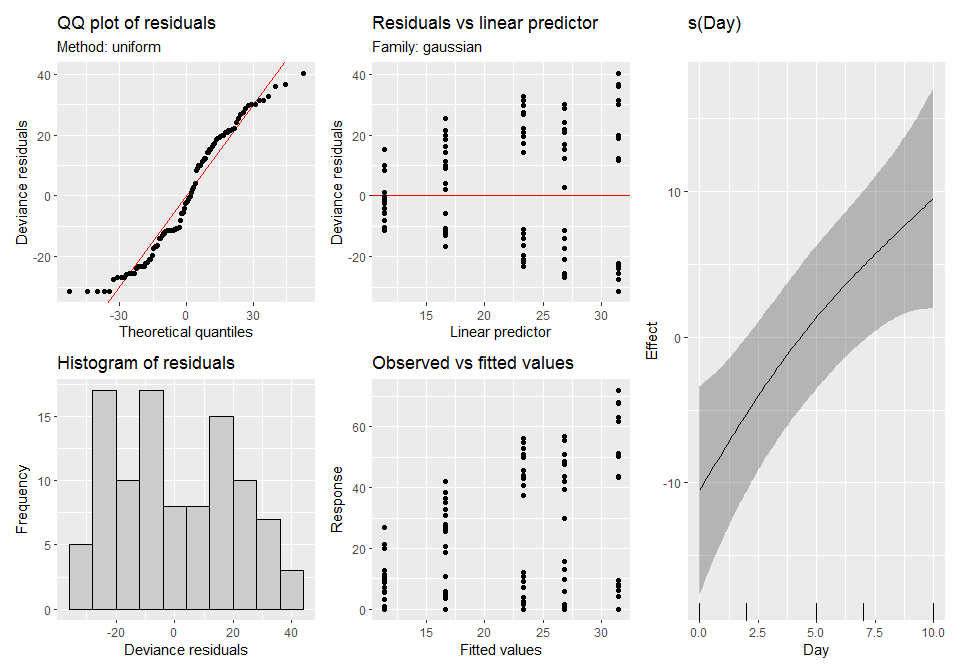 QQ plot of residuals
Method: uniform
40
20
0
-20
Deviance residuals
-30
0
30
Theoretical quantiles
Residuals vs linear predictor
Family: gaussian
40
20
0
-20
Deviance residuals
15
20
25
30
Linear predictor
Histogram of residuals
15
10
5
0
Frequency
-20
0
20
40
Deviance residuals
Observed vs fitted values
60
40
20
0
Response
15
20
25
30
Fitted values
s(Day)
10
0
-10
Effect
0.0
2.5
5.0
7.5
10.0
Day